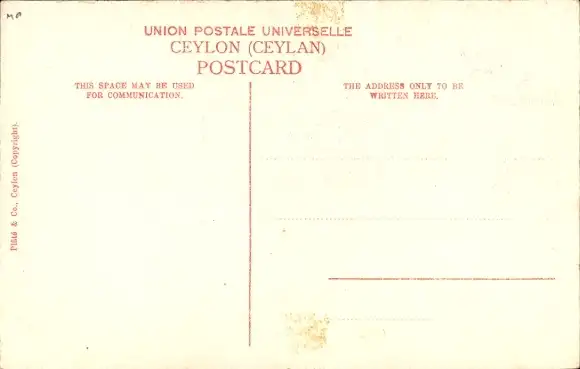 MP
UNION POSTALE UNIVERSELLE
CEYLON (CEYLAN)
POSTCARD
THIS SPACE MAY BE USED
FOR COMMUNICATION.
THE ADDRESS ONLY TO BE
WRITTEN HERE.
Plâté & Co., Ceylon (Copyright).